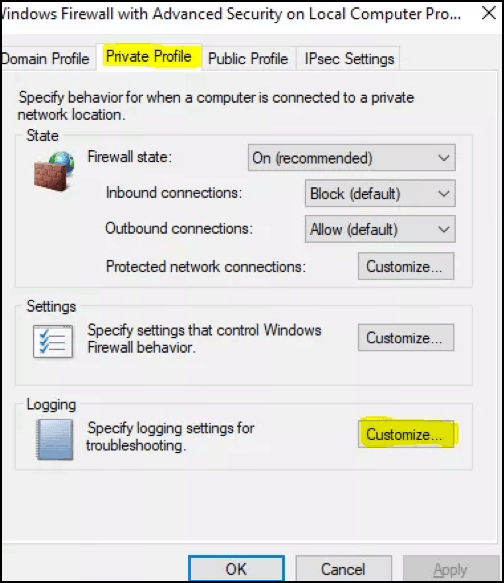 indows Firewall with Advanced Security on Local Computer Pro...
Domain Profile Private Profile Public Profile IPsec Settings
Specify behavior for when a computer is connected to a private
network location.
State
Firewall state: On (recommended)
Inbound connections: Block (default)
Outbound connections: Allow (default)
Protected network connections: Customize...
Settings
Specify settings that control Windows
Firewall behavior.
Customize...
Logging
Specify logging settings for
troubleshooting.
Customize...
OK Cancel Apply